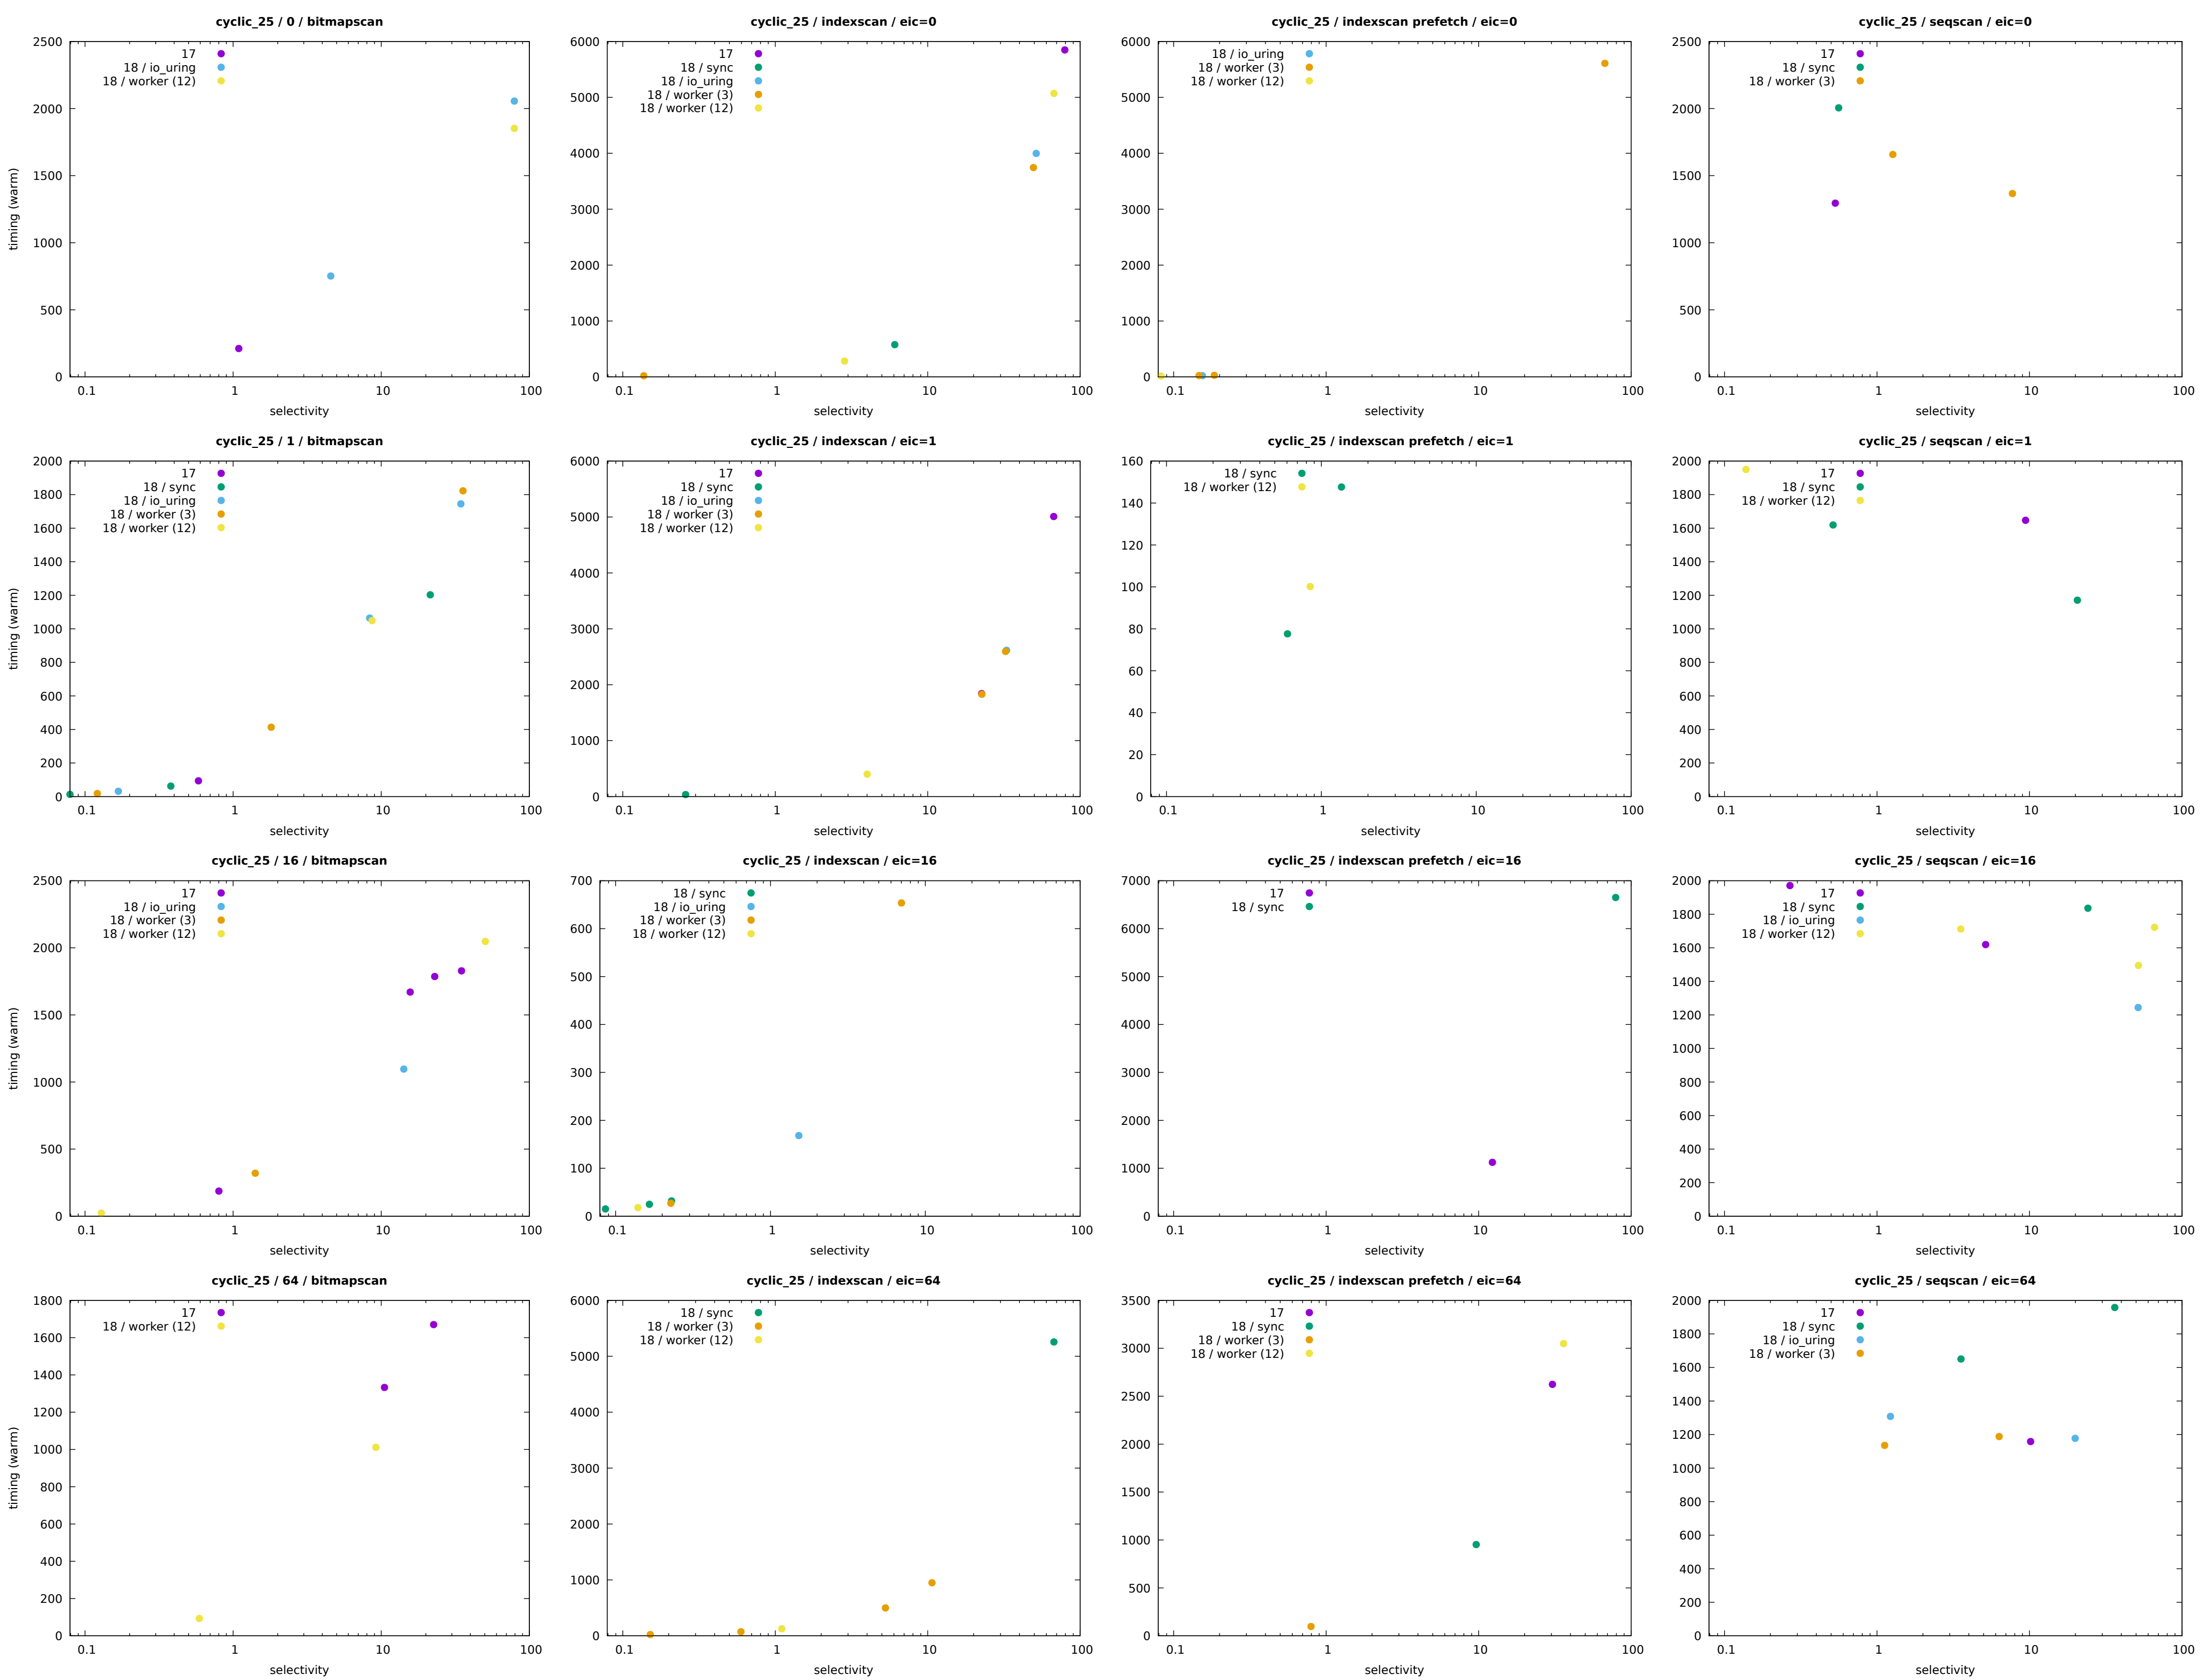 cyclic_25 / 0 / bitmapscan
2500
2000
1500
1000
500
0
timing (warm)
17
18 / io_uring
18 / worker (12)
0.1 1 10 100
selectivity
cyclic_25 / indexscan / eic=0
6000
5000
4000
3000
2000
1000
0
17
18 / sync
18 / io_uring
18 / worker (3)
18 / worker (12)
0.1 1 10 100
selectivity
cyclic_25 / indexscan prefetch / eic=0
6000
5000
4000
3000
2000
1000
0
18 / io_uring
18 / worker (3)
18 / worker (12)
0.1 1 10 100
selectivity
cyclic_25 / seqscan / eic=0
2500
2000
1500
1000
500
0
17
18 / sync
18 / worker (3)
0.1 1 10 100
selectivity
cyclic_25 / 1 / bitmapscan
2000
1800
1600
1400
1200
1000
800
600
400
200
0
timing (warm)
17
18 / sync
18 / io_uring
18 / worker (3)
18 / worker (12)
0.1 1 10 100
selectivity
cyclic_25 / indexscan / eic=1
6000
5000
4000
3000
2000
1000
0
17
18 / sync
18 / io_uring
18 / worker (3)
18 / worker (12)
0.1 1 10 100
selectivity
cyclic_25 / indexscan prefetch / eic=1
160
140
120
100
80
60
40
20
0
18 / sync
18 / worker (12)
0.1 1 10 100
selectivity
cyclic_25 / seqscan / eic=1
2000
1800
1600
1400
1200
1000
800
600
400
200
0
17
18 / sync
18 / worker (12)
0.1 1 10 100
selectivity
cyclic_25 / 16 / bitmapscan
2500
2000
1500
1000
500
0
timing (warm)
17
18 / io_uring
18 / worker (3)
18 / worker (12)
0.1 1 10 100
selectivity
cyclic_25 / indexscan / eic=16
700
600
500
400
300
200
100
0
18 / sync
18 / io_uring
18 / worker (3)
18 / worker (12)
0.1 1 10 100
selectivity
cyclic_25 / indexscan prefetch / eic=16
7000
6000
5000
4000
3000
2000
1000
0
17
18 / sync
0.1 1 10 100
selectivity
cyclic_25 / seqscan / eic=16
2000
1800
1600
1400
1200
1000
800
600
400
200
0
17
18 / sync
18 / io_uring
18 / worker (12)
0.1 1 10 100
selectivity
cyclic_25 / 64 / bitmapscan
1800
1600
1400
1200
1000
800
600
400
200
0
timing (warm)
17
18 / worker (12)
0.1 1 10 100
selectivity
cyclic_25 / indexscan / eic=64
6000
5000
4000
3000
2000
1000
0
18 / sync
18 / worker (3)
18 / worker (12)
0.1 1 10 100
selectivity
cyclic_25 / indexscan prefetch / eic=64
3500
3000
2500
2000
1500
1000
500
0
17
18 / sync
18 / worker (3)
18 / worker (12)
0.1 1 10 100
selectivity
cyclic_25 / seqscan / eic=64
2000
1800
1600
1400
1200
1000
800
600
400
200
0
17
18 / sync
18 / io_uring
18 / worker (3)
0.1 1 10 100
selectivity